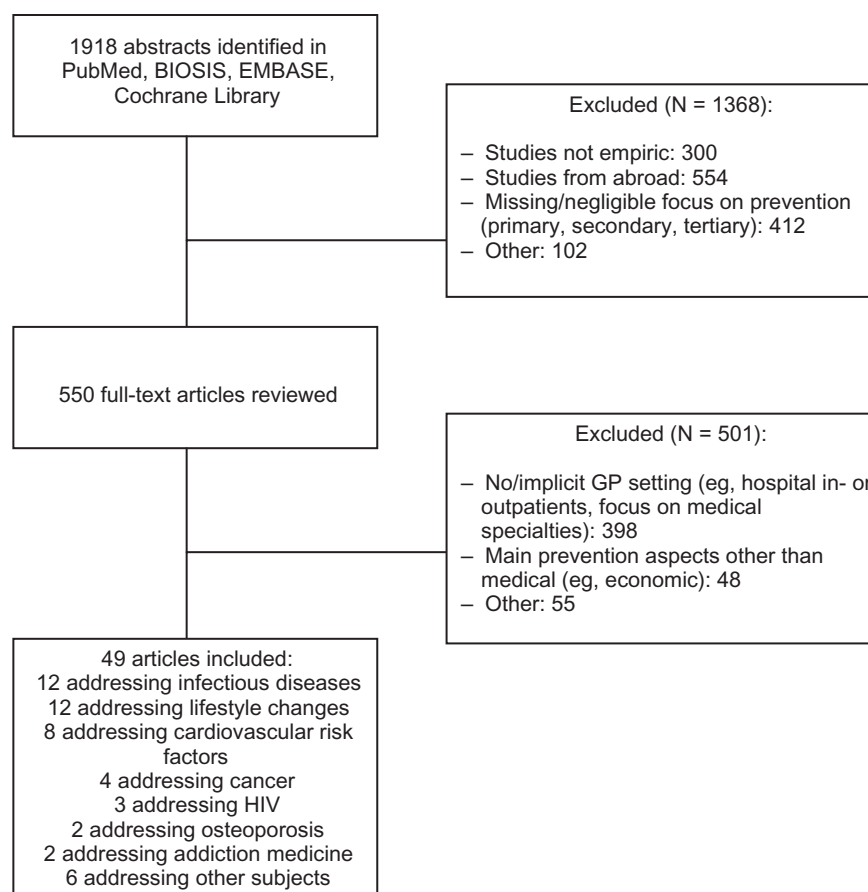 1918 abstracts identified in
PubMed, BIOSIS, EMBASE,
Cochrane Library
Excluded (N = 1368):
– Studies not empiric: 300
– Studies from abroad: 554
– Missing/negligible focus on prevention
(primary, secondary, tertiary): 412
– Other: 102
550 full-text articles reviewed
Excluded (N = 501):
– No/implicit GP setting (eg, hospital in- or
outpatients, focus on medical
specialties): 398
– Main prevention aspects other than
medical (eg, economic): 48
– Other: 55
49 articles included:
12 addressing infectious diseases
12 addressing lifestyle changes
8 addressing cardiovascular risk
factors
4 addressing cancer
3 addressing HIV
2 addressing osteoporosis
2 addressing addiction medicine
6 addressing other subjects